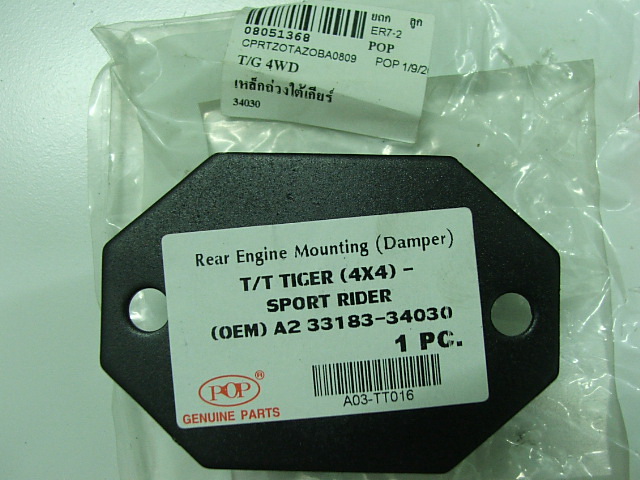 ยถก ลูก
08051368 ER7-2
CPRTZOTAZOBA0809 POP
T/G 4WD POP 1/9/2
เหล็กถ่วงใต้เกียร์
34030
Rear Engine Mounting (Damper)
T/T TIGER (4X4) -
SPORT RIDER
(OEM) A2 33183-34030
1 PC.
POP ®
GENUINE PARTS
A03-TT016